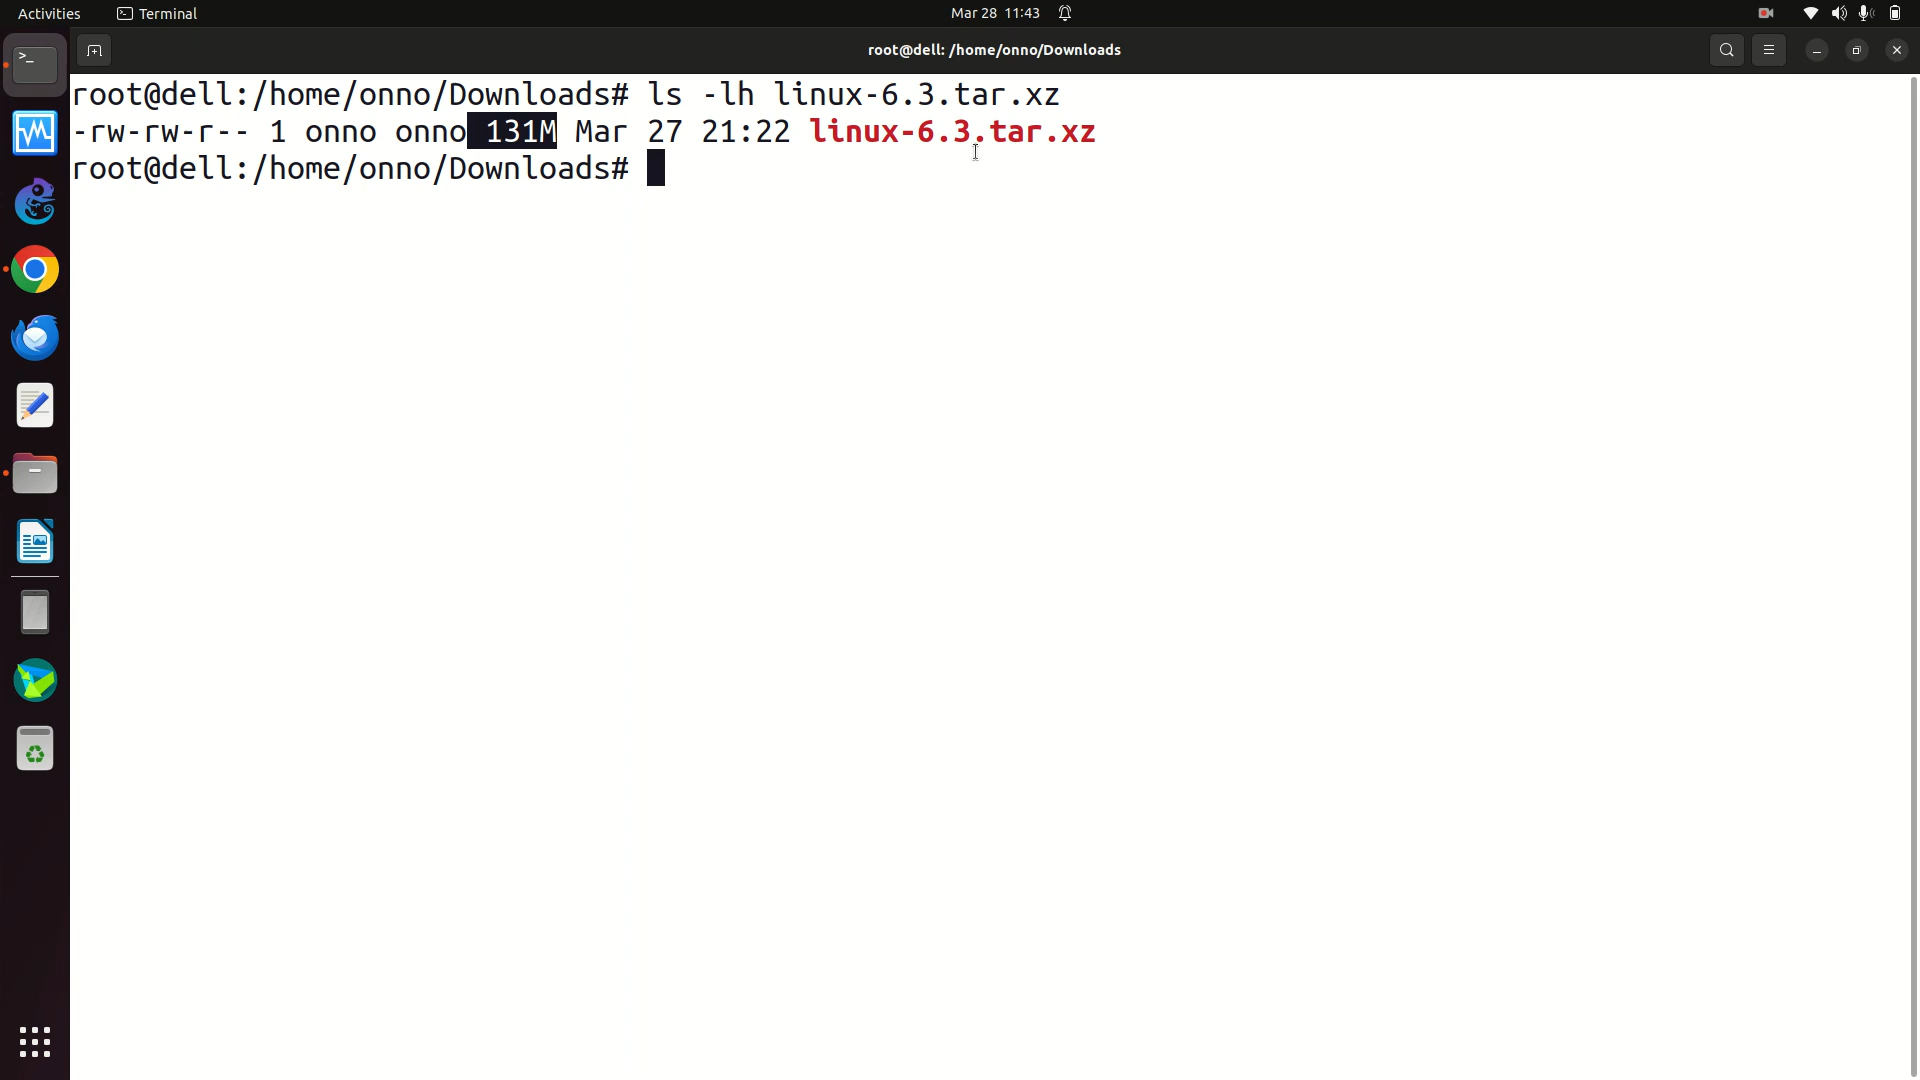 Activities Terminal Mar 28 11:43
root@dell: /home/onno/Downloads
root@dell:/home/onno/Downloads# ls -lh linux-6.3.tar.xz
-rw-rw-r-- 1 onno onno 131M Mar 27 21:22 linux-6.3.tar.xz
root@dell:/home/onno/Downloads#